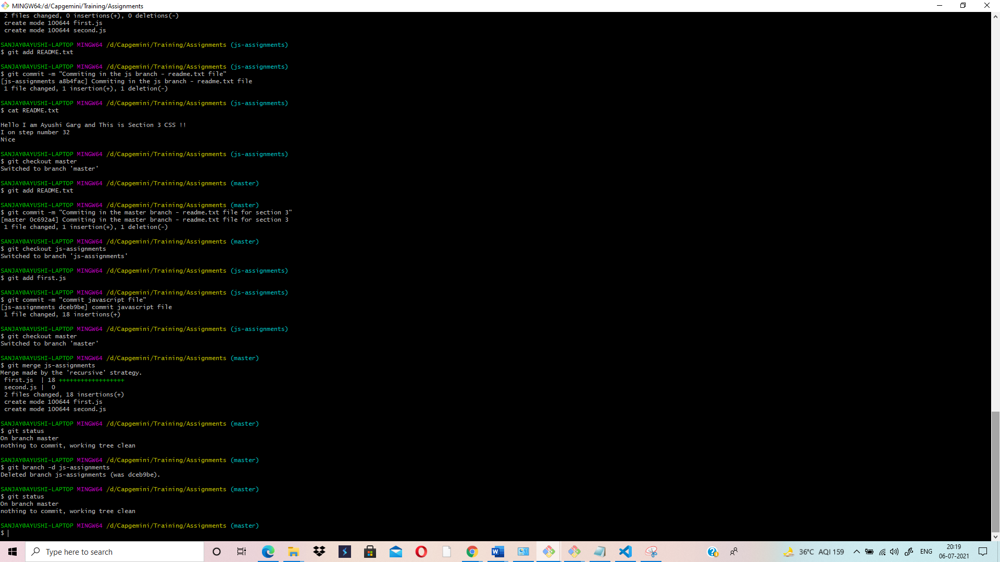 MINGW64:/d/Capgemini/Training/Assignments
2 files changed, 0 insertions(+), 0 deletions(-)
create mode 100644 first.js
create mode 100644 second.js
SANJAY@AYUSHI-LAPTOP MINGW64 /d/Capgemini/Training/Assignments (js-assignments)
$ git add README.txt
SANJAY@AYUSHI-LAPTOP MINGW64 /d/Capgemini/Training/Assignments (js-assignments)
$ git commit -m "Commiting in the js branch - readme.txt file"
[js-assignments a8b4fac] Commiting in the js branch - readme.txt file
1 file changed, 1 insertion(+), 1 deletion(-)
SANJAY@AYUSHI-LAPTOP MINGW64 /d/Capgemini/Training/Assignments (js-assignments)
$ cat README.txt
Hello I am Ayushi Garg and This is Section 3 CSS !!
I on step number 32
Nice
SANJAY@AYUSHI-LAPTOP MINGW64 /d/Capgemini/Training/Assignments (js-assignments)
$ git checkout master
Switched to branch 'master'
SANJAY@AYUSHI-LAPTOP MINGW64 /d/Capgemini/Training/Assignments (master)
$ git add README.txt
SANJAY@AYUSHI-LAPTOP MINGW64 /d/Capgemini/Training/Assignments (master)
$ git commit -m "Commiting in the master branch - readme.txt file for section 3"
[master 0c692a4] Commiting in the master branch - readme.txt file for section 3
1 file changed, 1 insertion(+), 1 deletion(-)
SANJAY@AYUSHI-LAPTOP MINGW64 /d/Capgemini/Training/Assignments (master)
$ git checkout js-assignments
Switched to branch 'js-assignments'
SANJAY@AYUSHI-LAPTOP MINGW64 /d/Capgemini/Training/Assignments (js-assignments)
$ git add first.js
SANJAY@AYUSHI-LAPTOP MINGW64 /d/Capgemini/Training/Assignments (js-assignments)
$ git commit -m "commit javascript file"
[js-assignments dceb9be] commit javascript file
1 file changed, 18 insertions(+)
SANJAY@AYUSHI-LAPTOP MINGW64 /d/Capgemini/Training/Assignments (js-assignments)
$ git checkout master
Switched to branch 'master'
SANJAY@AYUSHI-LAPTOP MINGW64 /d/Capgemini/Training/Assignments (master)
$ git merge js-assignments
Merge made by the 'recursive' strategy.
first.js | 18 ++++++++++++++++++
second.js | 0
2 files changed, 18 insertions(+)
create mode 100644 first.js
create mode 100644 second.js
SANJAY@AYUSHI-LAPTOP MINGW64 /d/Capgemini/Training/Assignments (master)
$ git status
On branch master
nothing to commit, working tree clean
SANJAY@AYUSHI-LAPTOP MINGW64 /d/Capgemini/Training/Assignments (master)
$ git branch -d js-assignments
Deleted branch js-assignments (was dceb9be).
SANJAY@AYUSHI-LAPTOP MINGW64 /d/Capgemini/Training/Assignments (master)
$ git status
On branch master
nothing to commit, working tree clean
SANJAY@AYUSHI-LAPTOP MINGW64 /d/Capgemini/Training/Assignments (master)
$
Type here to search
36°C AQI 159
ENG
20:19
06-07-2021